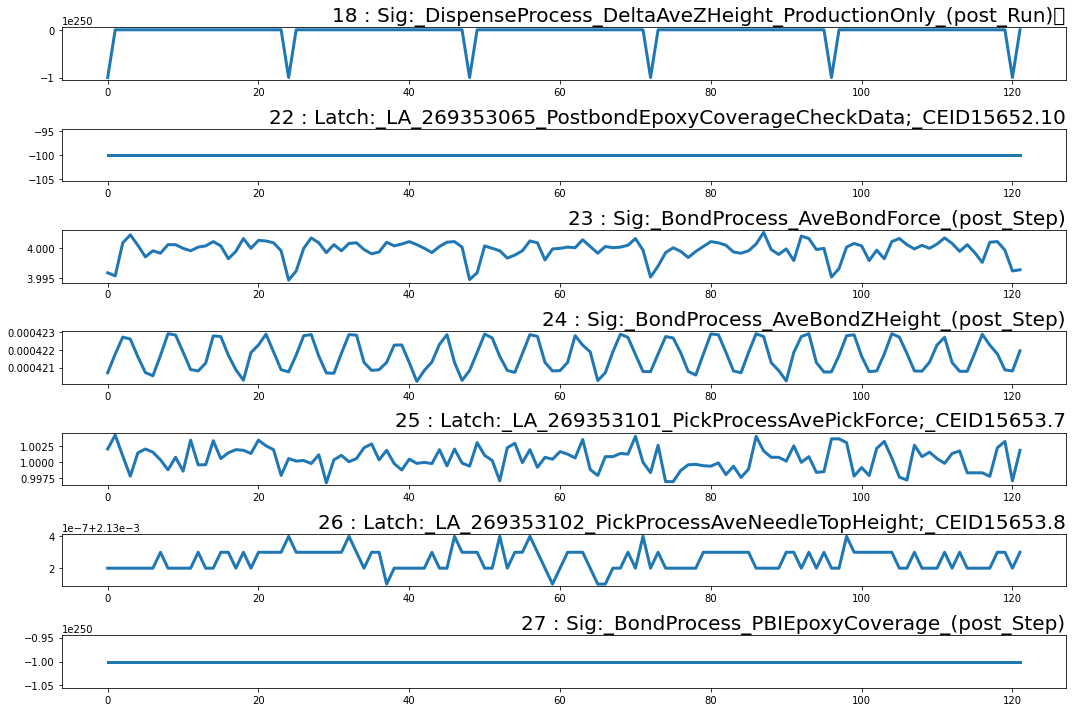 18 : Sig:_DispenseProcess_DeltaAveZHeight_ProductionOnly_(post_Run)
1e250
0
−1
0 20 40 60 80 100 120
22 : Latch:_LA_269353065_PostbondEpoxyCoverageCheckData;_CEID15652.10
−95
−100
−105
0 20 40 60 80 100 120
23 : Sig:_BondProcess_AveBondForce_(post_Step)
4.000
3.995
0 20 40 60 80 100 120
24 : Sig:_BondProcess_AveBondZHeight_(post_Step)
0.000423
0.000422
0.000421
0 20 40 60 80 100 120
25 : Latch:_LA_269353101_PickProcessAvePickForce;_CEID15653.7
1.0025
1.0000
0.9975
0 20 40 60 80 100 120
26 : Latch:_LA_269353102_PickProcessAveNeedleTopHeight;_CEID15653.8
1e−7+2.13e−3
4
2
0 20 40 60 80 100 120
27 : Sig:_BondProcess_PBIEpoxyCoverage_(post_Step)
1e250
−0.95
−1.00
−1.05
0 20 40 60 80 100 120